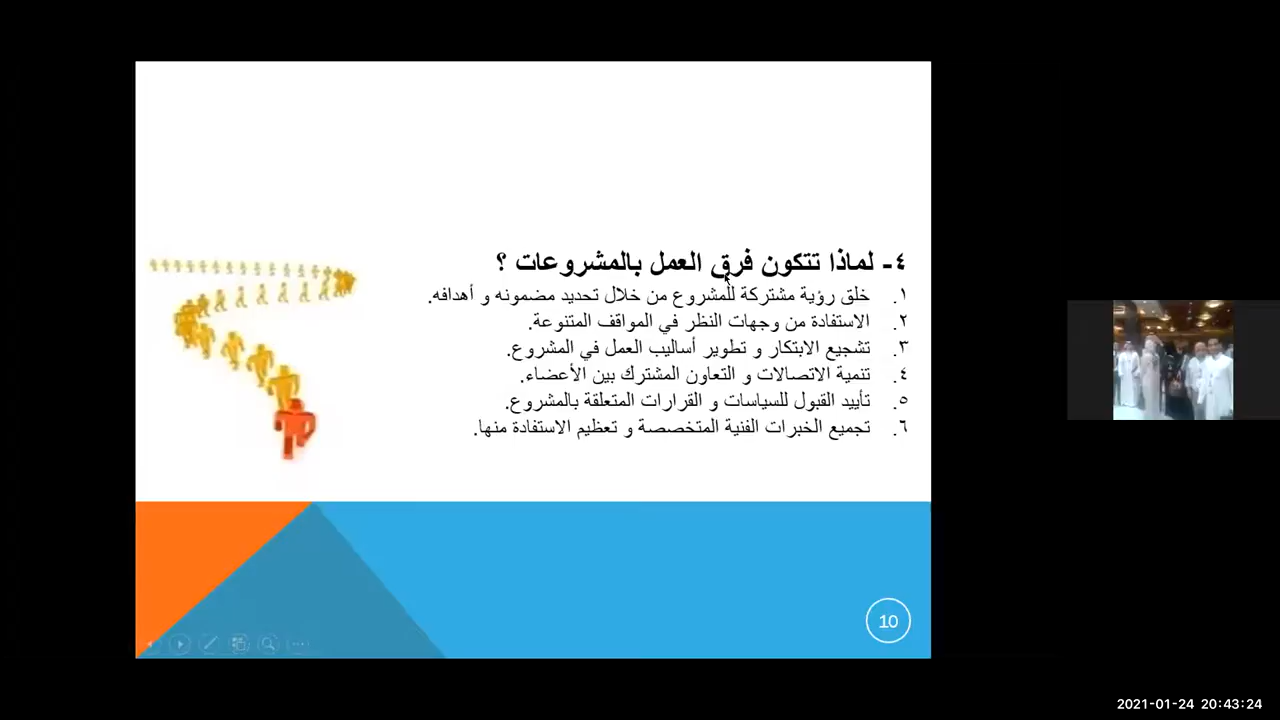 ٤- لماذا تتكون فرق العمل بالمشروعات ؟
١. خلق رؤية مشتركة للمشروع من خلال تحديد مضمونه و أهدافه.
٢. الاستفادة من وجهات النظر في المواقف المتنوعة.
٣. تشجيع الابتكار و تطوير أساليب العمل في المشروع.
٤. تنمية الاتصالات و التعاون المشترك بين الأعضاء.
٥. تأييد القبول للسياسات و القرارات المتعلقة بالمشروع.
٦. تجميع الخبرات الفنية المتخصصة و تعظيم الاستفادة منها.
10
2021-01-24 20:43:24